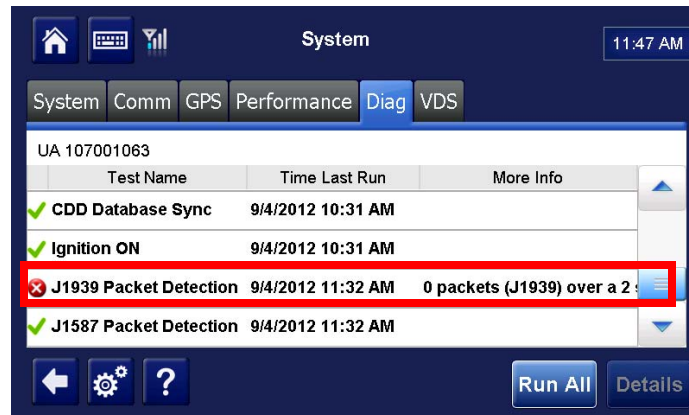 System
11:47 AM
System Comm GPS Performance Diag VDS
UA 107001063
Test Name Time Last Run More Info
CDD Database Sync 9/4/2012 10:31 AM
Ignition ON 9/4/2012 10:31 AM
J1939 Packet Detection 9/4/2012 11:32 AM 0 packets (J1939) over a 2
J1587 Packet Detection 9/4/2012 11:32 AM
? Run All Details